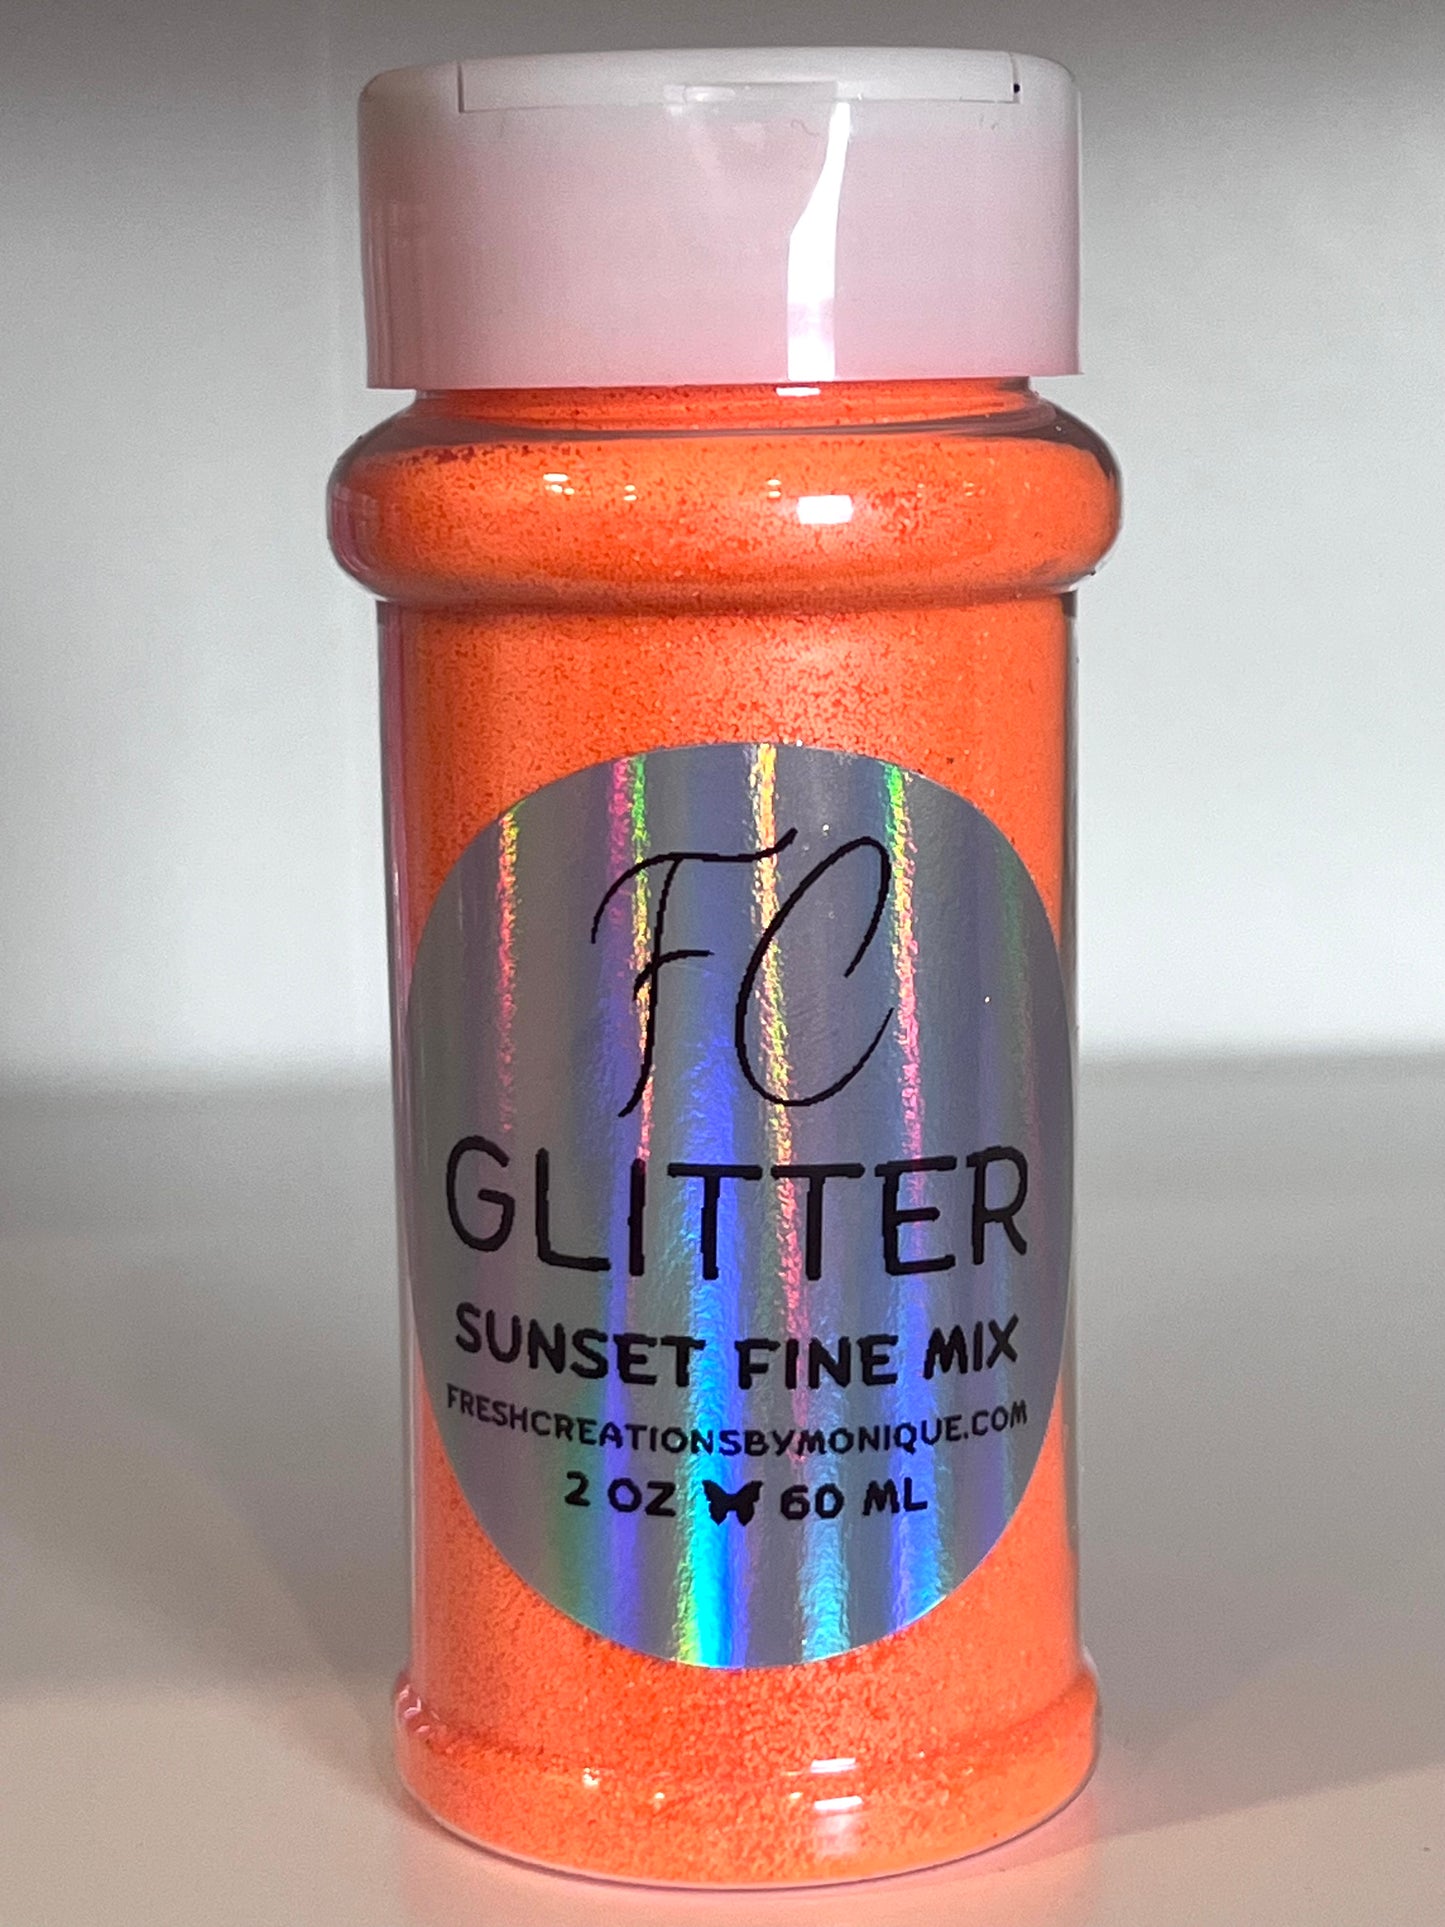 FC
GLITTER
SUNSET FINE MIX
FRESHCREATIONSBYMONIQUE.COM
2 OZ 60 ML